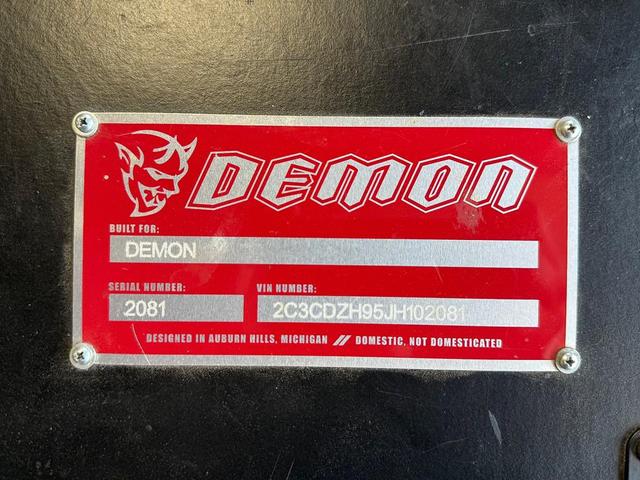 DEMON
BUILT FOR:
DEMON
SERIAL NUMBER: VIN NUMBER:
2081 2C3CDZH95JH102081
DESIGNED IN AUBURN HILLS, MICHIGAN // DOMESTIC, NOT DOMESTICATED